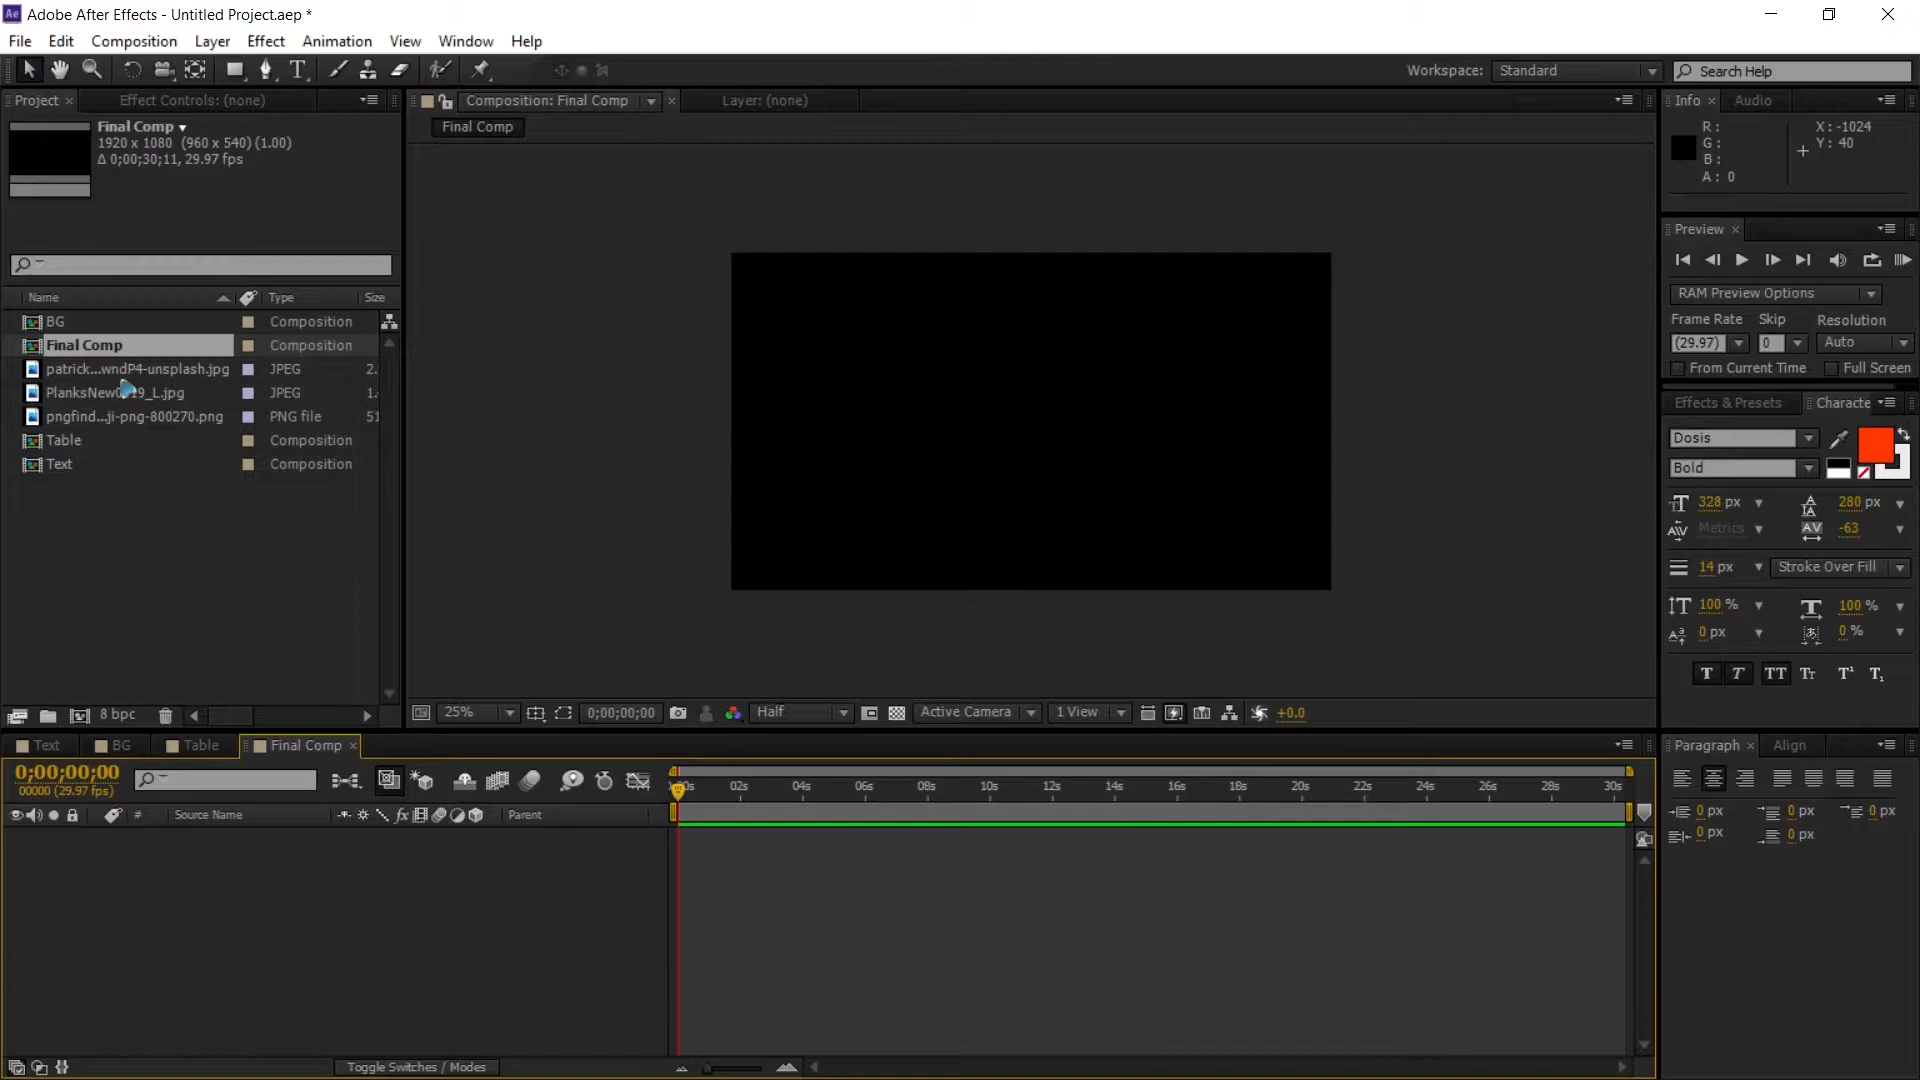 Adobe After Effects - Untitled Project.aep *
File Edit Composition Layer Effect Animation View Window Help
Workspace: Standard Search Help
Project Effect Controls: (none) Composition: Final Comp Layer: (none) Info Audio
Final Comp
1920 x 1080 (960 x 540) (1.00)
Δ 0;00;30;11, 29.97 fps
Final Comp
R :
G :
B :
A : 0
X : -1024
Y : 40
Preview
RAM Preview Options
Frame Rate Skip Resolution
(29.97) 0 Auto
From Current Time Full Screen
Name Type Size
BG Composition
Final Comp Composition
patrick...wndP4-unsplash.jpg JPEG 2.
JPEG 1.
pngfind...ji-png-800270.png PNG file 51
Table Composition
Text Composition
Effects & Presets Characte
Dosis
Bold
328 px 280 px
Metrics -63
14 px Stroke Over Fill
100 % 100 %
0 px 0 %
8 bpc
25% 0;00;00;00 Half Active Camera 1 View +0.0
Text BG Table Final Comp
0;00;00;00
00000 (29.97 fps)
# Source Name Parent
02s 04s 06s 08s 10s 12s 14s 16s 18s 20s 22s 24s 26s 28s 30s
Toggle Switches / Modes
Paragraph Align
0 px 0 px 0 px
0 px 0 px